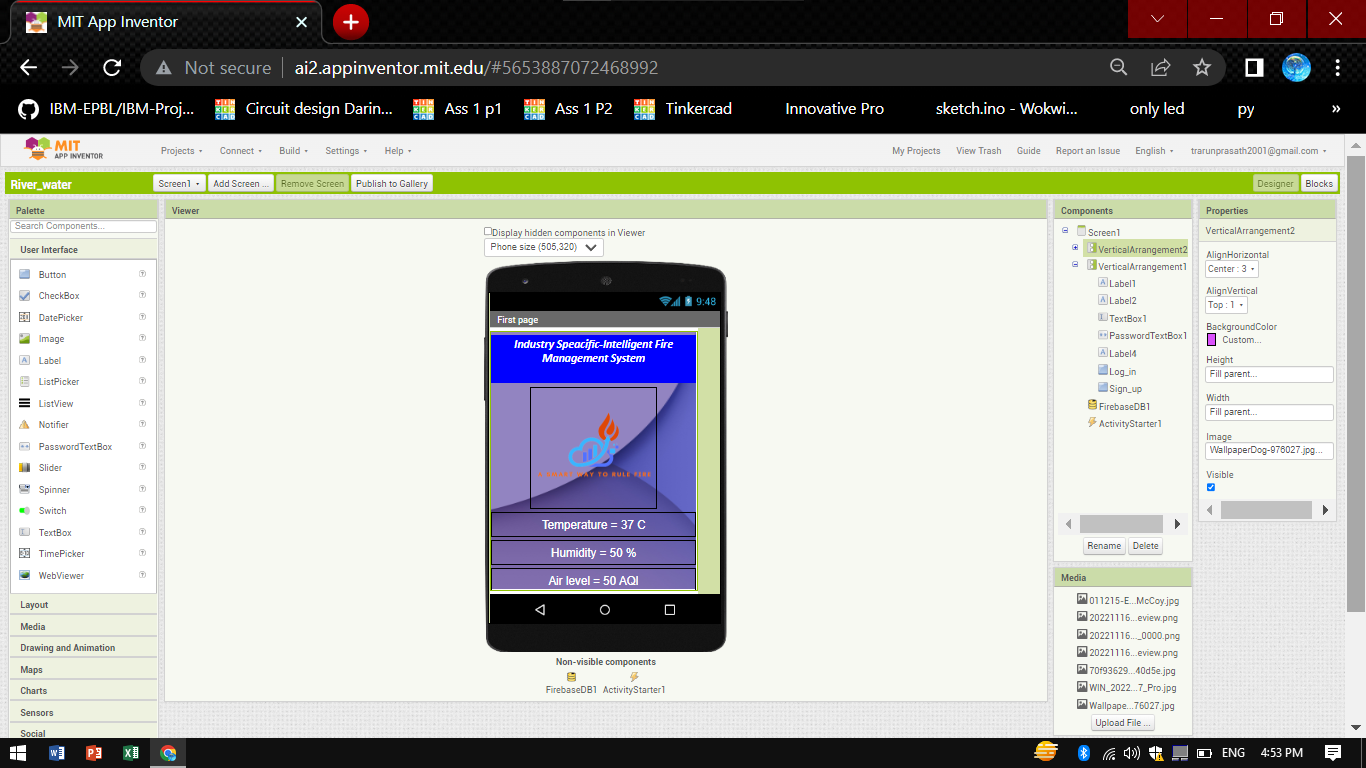 MIT App Inventor
Not secure
ai2.appinventor.mit.edu/#5653887072468992
IBM-EPBL/IBM-Proj...
Circuit design Darin...
Ass 1 p1
Ass 1 P2
Tinkercad
Innovative Pro
sketch.ino - Wokwi...
only led
py
»
MIT
APP INVENTOR
Projects
Connect
Build
Settings
Help
My Projects
View Trash
Guide
Report an Issue
English
trarunprasath2001@gmail.com
River_water
Screen1
Add Screen ...
Remove Screen
Publish to Gallery
Designer
Blocks
Palette
Search Components...
User Interface
Button
CheckBox
DatePicker
Image
Label
ListPicker
ListView
Notifier
PasswordTextBox
Slider
Spinner
Switch
TextBox
TimePicker
WebViewer
Layout
Media
Drawing and Animation
Maps
Charts
Sensors
Social
Viewer
Display hidden components in Viewer
Phone size (505,320)
9:48
First page
Industry Speacific-Intelligent Fire
Management System
Temperature = 37 C
Humidity = 50 %
Air level = 50 AQI
Non-visible components
FirebaseDB1
ActivityStarter1
Components
Screen1
VerticalArrangement2
VerticalArrangement1
Label1
Label2
TextBox1
PasswordTextBox1
Label4
Log_in
Sign_up
FirebaseDB1
ActivityStarter1
Rename
Delete
Media
011215-E...McCoy.jpg
20221116...eview.png
20221116..._0000.png
20221116...eview.png
70f93629...40d5e.jpg
WIN_2022...7_Pro.jpg
Wallpape...76027.jpg
Upload File ...
Properties
VerticalArrangement2
AlignHorizontal
Center : 3
AlignVertical
Top : 1
BackgroundColor
Custom...
Height
Fill parent...
Width
Fill parent...
Image
WallpaperDog-976027.jpg...
Visible
ENG
4:53 PM